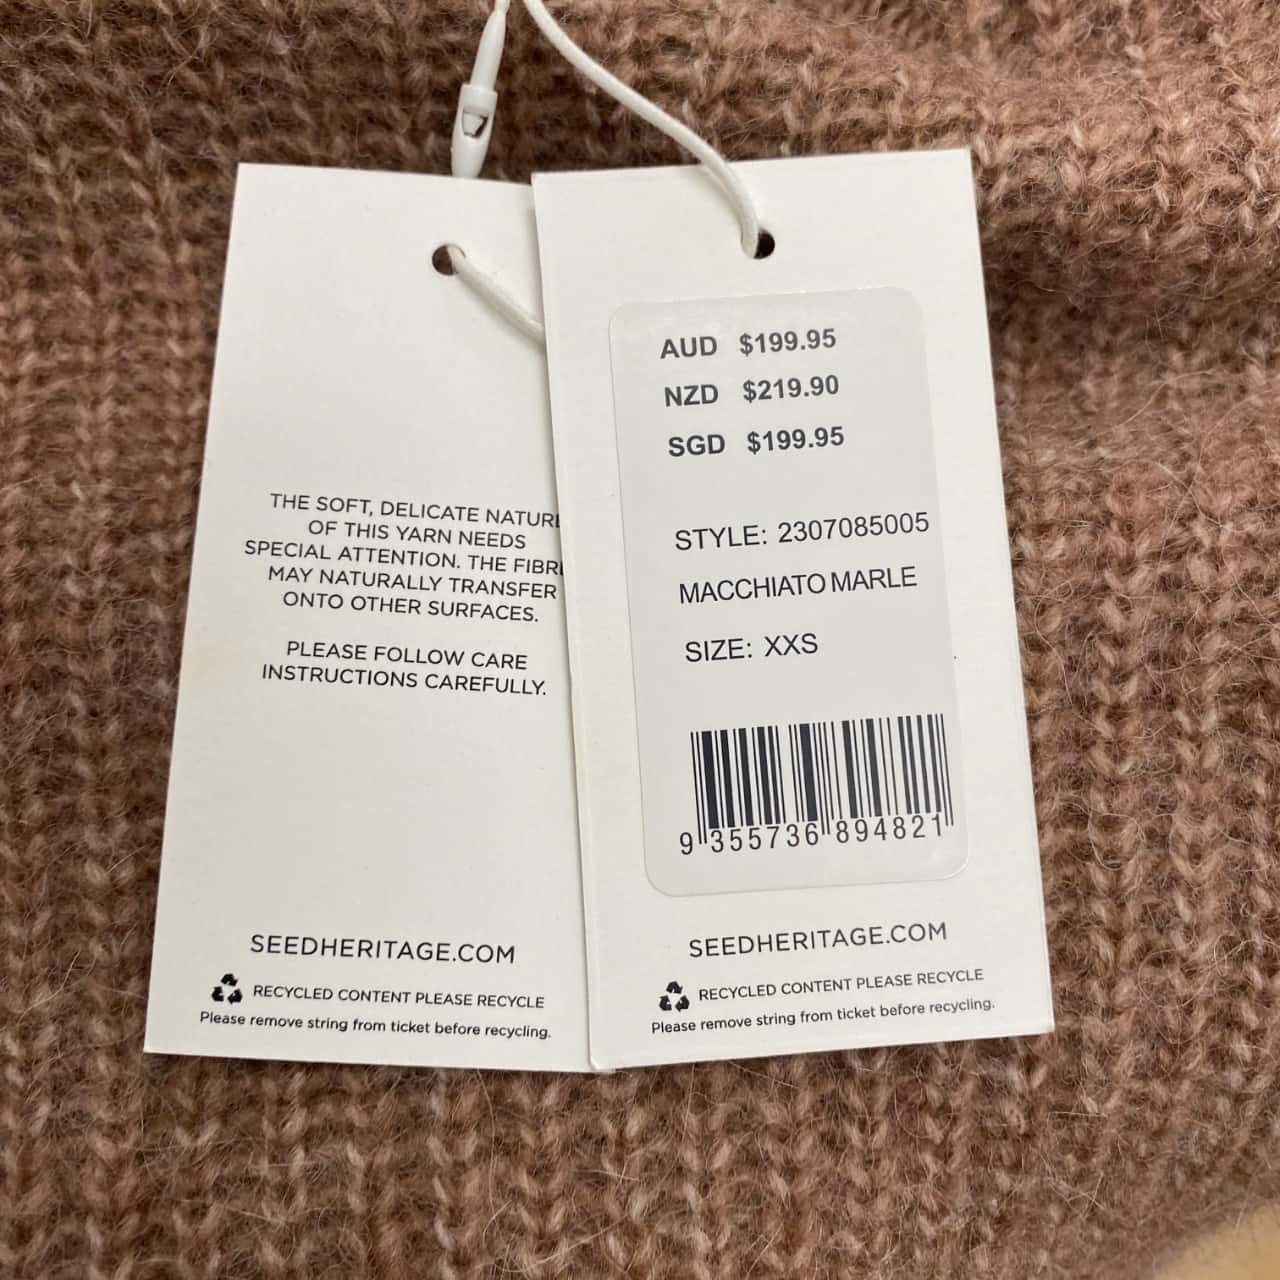 THE SOFT, DELICATE NATUR
OF THIS YARN NEEDS
SPECIAL ATTENTION. THE FIBR
MAY NATURALLY TRANSFER
ONTO OTHER SURFACES.
PLEASE FOLLOW CARE
INSTRUCTIONS CAREFULLY.
SEEDHERITAGE.COM
RECYCLED CONTENT PLEASE RECYCLE
Please remove string from ticket before recycling.
AUD $199.95
NZD $219.90
SGD $199.95
STYLE: 2307085005
MACCHIATO MARLE
SIZE: XXS
9 355736 894821
SEEDHERITAGE.COM
RECYCLED CONTENT PLEASE RECYCLE
Please remove string from ticket before recycling.